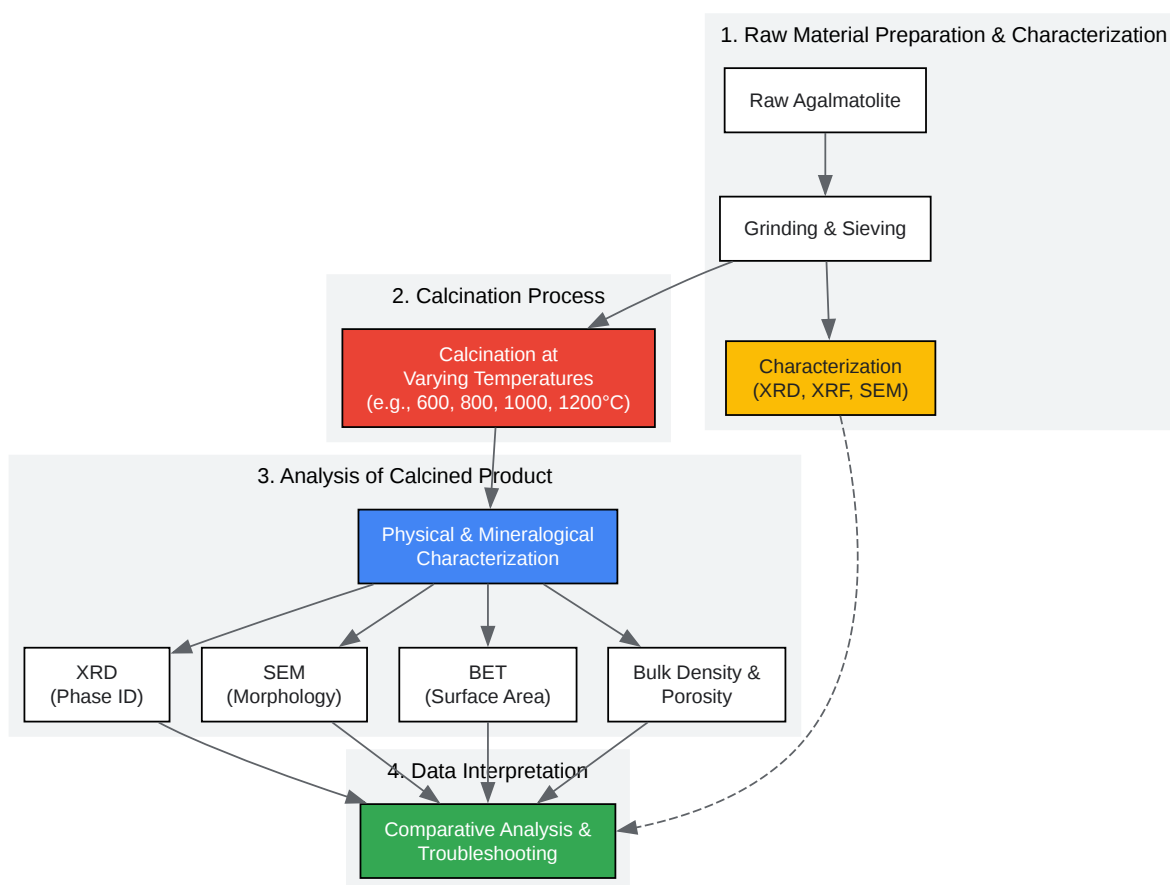 1. Raw Material Preparation & Characterization
Raw Agalmatolite
Grinding & Sieving
2. Calcination Process
Calcination at
Varying Temperatures
(e.g., 600, 800, 1000, 1200°C)
Characterization
(XRD, XRF, SEM)
3. Analysis of Calcined Product
Physical & Mineralogical
Characterization
XRD
(Phase ID)
SEM
(Morphology)
BET
(Surface Area)
Bulk Density &
Porosity
4. Data Interpretation
Comparative Analysis &
Troubleshooting